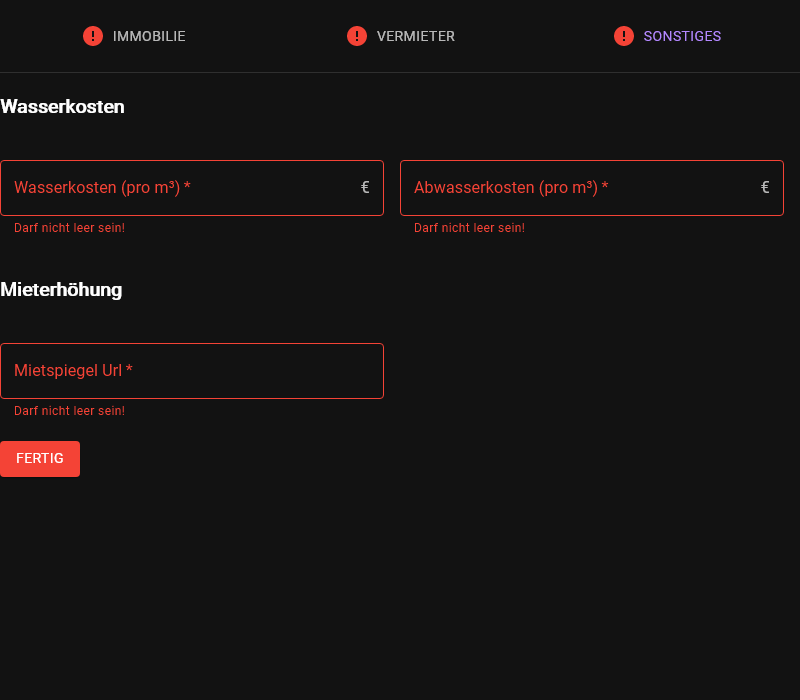 IMMOBILIE VERMIETER SONSTIGES
Wasserkosten
Wasserkosten (pro m³) * € Abwasserkosten (pro m³) * €
Darf nicht leer sein! Darf nicht leer sein!
Mieterhöhung
Mietspiegel Url *
Darf nicht leer sein!
FERTIG